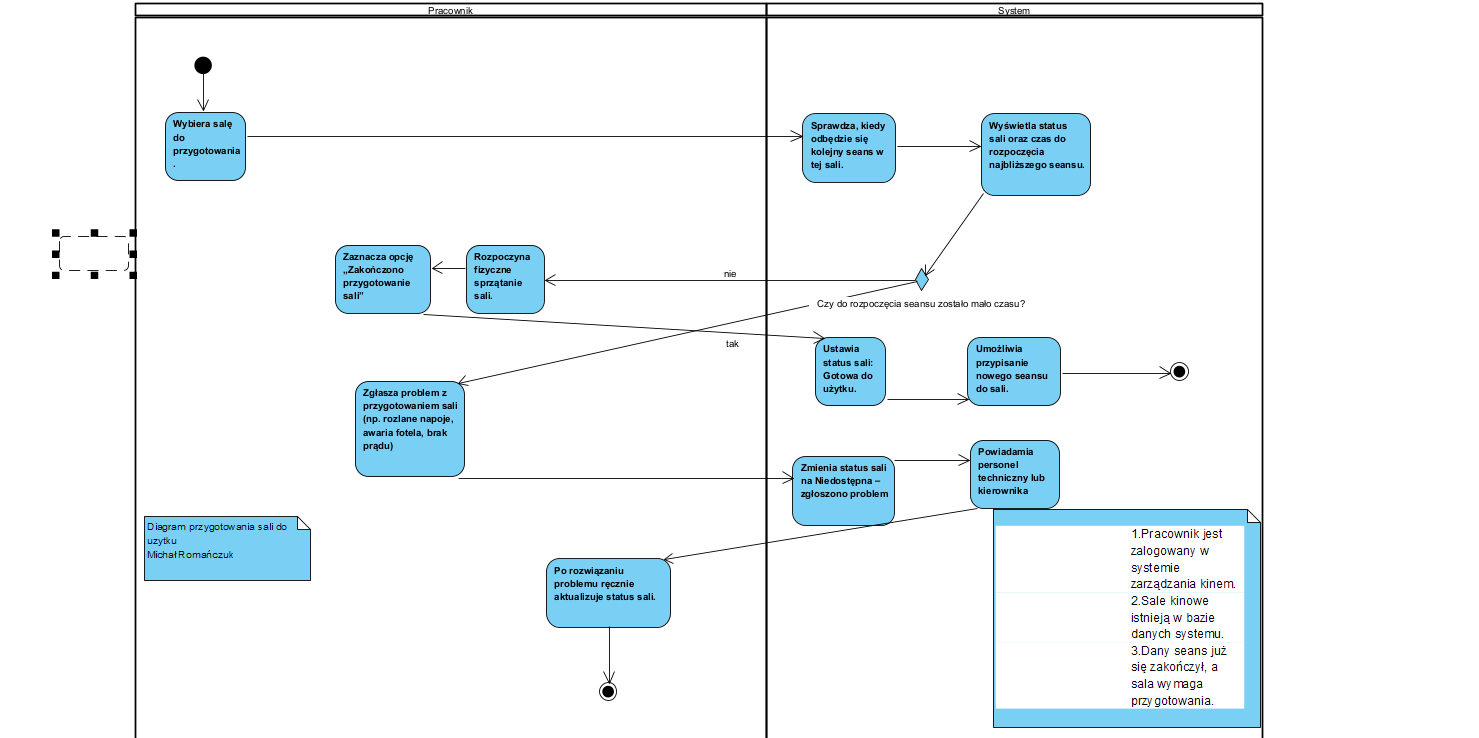 Pracownik
System
Wybiera salę
do
przygotowania
.
Sprawdza, kiedy
odbędzie się
kolejny seans w
tej sali.
Wyświetla status
sali oraz czas do
rozpoczęcia
najbliższego seansu.
Zaznacza opcję
„Zakończono
przygotowanie
sali”
Rozpoczyna
fizyczne
sprzątanie
sali.
nie
Czy do rozpoczęcia seansu zostało mało czasu?
tak
Ustawia
status sali:
Gotowa do
użytku.
Umożliwia
przypisanie
nowego seansu
do sali.
Zgłasza problem z
przygotowaniem sali
(np. rozlane napoje,
awaria fotela, brak
prądu)
Zmienia status sali
na Niedostępna –
zgłoszono problem
Powiadamia
personel
techniczny lub
kierownika
Diagram przygotowania sali do
uzytku
Michał Romańczuk
Po rozwiązaniu
problemu ręcznie
aktualizuje status sali.
1.Pracownik jest
zalogowany w
systemie
zarządzania kinem.
2.Sale kinowe
istnieją w bazie
danych systemu.
3.Dany seans już
się zakończył, a
sala wymaga
przygotowania.